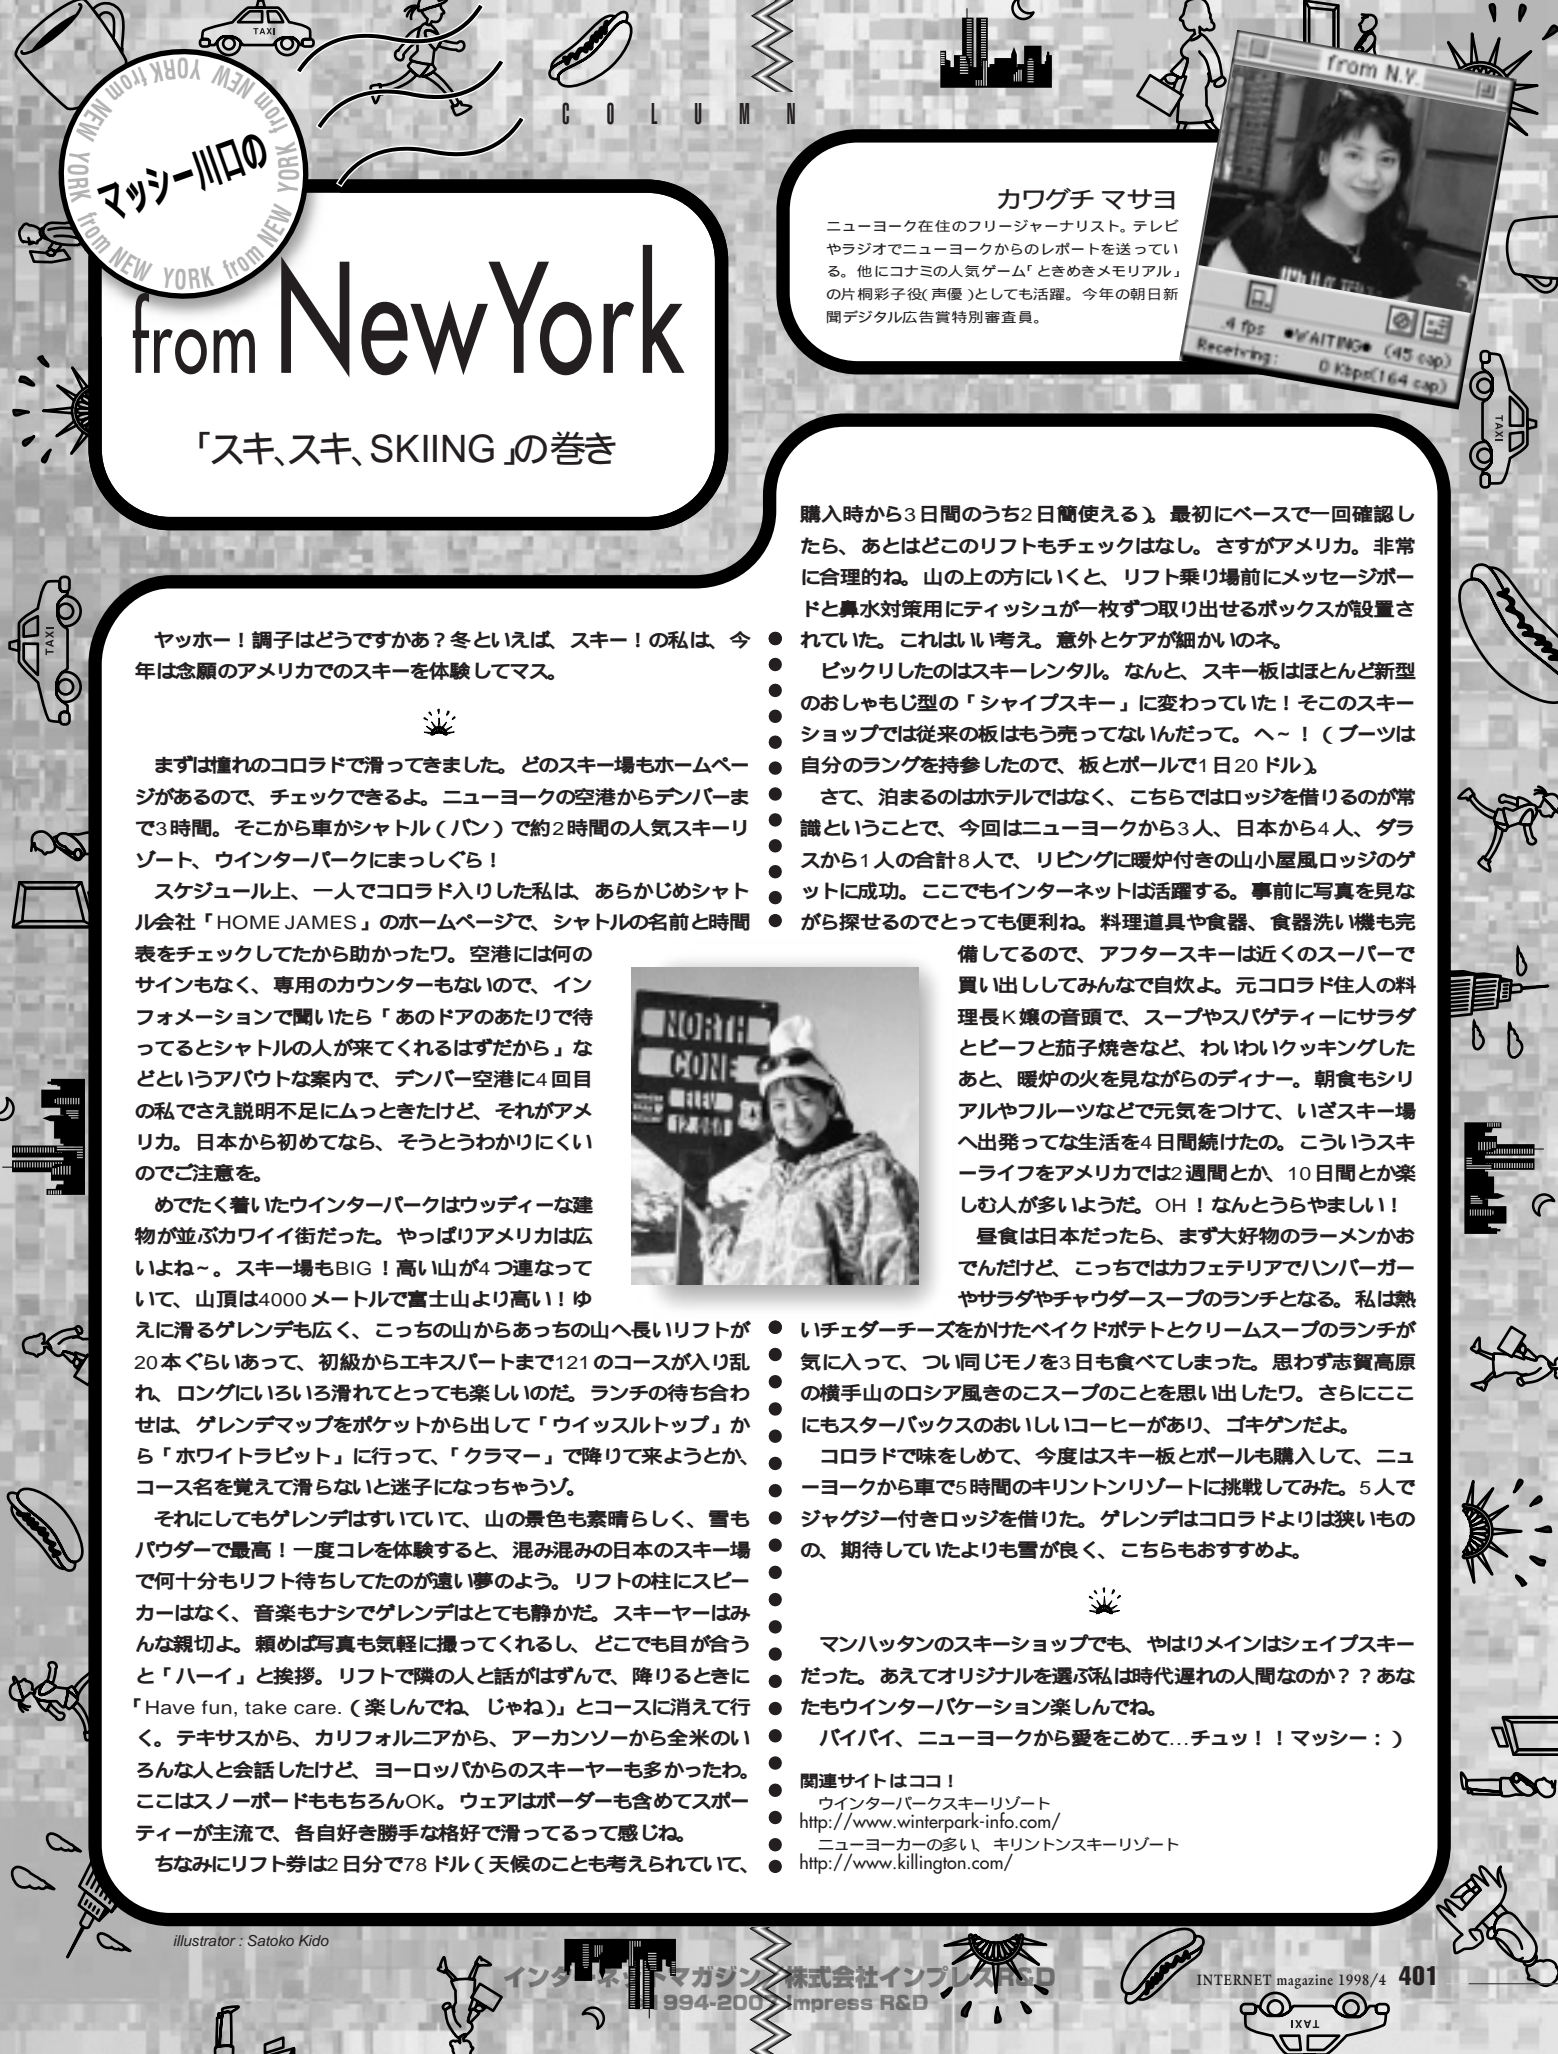 COLUMN
マッシー川口の
from NEW YORK from NEW YORK from NEW YORK from NEW YORK
from New York
「スキ、スキ、SKIING」の巻き
カワグチ マサヨ
ニューヨーク在住のフリージャーナリスト。テレビ
やラジオでニューヨークからのレポートを送ってい
る。他にコナミの人気ゲーム「ときめきメモリアル」
の片桐彩子役(声優)としても活躍。今年の朝日新
聞デジタル広告賞特別審査員。
from N.Y.
.4 fps ●WAITING● (45 cap)
Receiving: 0 Kbps(164 cap)
ヤッホー！調子はどうですかあ？冬といえば、スキー！の私は、今
年は念願のアメリカでのスキーを体験してマス。
まずは憧れのコロラドで滑ってきました。どのスキー場もホームペー
ジがあるので、チェックできるよ。ニューヨークの空港からデンバーま
で3時間。そこから車かシャトル（バン）で約2時間の人気スキーリ
ゾート、ウインターパークにまっしぐら！
スケジュール上、一人でコロラド入りした私は、あらかじめシャト
ル会社「HOME JAMES」のホームページで、シャトルの名前と時間
表をチェックしてたから助かったワ。空港には何の
サインもなく、専用のカウンターもないので、イン
フォメーションで聞いたら「あのドアのあたりで待
ってるとシャトルの人が来てくれるはずだから」な
どというアバウトな案内で、デンバー空港に4回目
の私でさえ説明不足にムっときたけど、それがアメ
リカ。日本から初めてなら、そうとうわかりにくい
のでご注意を。
めでたく着いたウインターパークはウッディーな建
物が並ぶカワイイ街だった。やっぱりアメリカは広
いよね~。スキー場もBIG！高い山が4つ連なって
いて、山頂は4000メートルで富士山より高い！ゆ
えに滑るゲレンデも広く、こっちの山からあっちの山へ長いリフトが
20本ぐらいあって、初級からエキスパートまで121のコースが入り乱
れ、ロングにいろいろ滑れてとっても楽しいのだ。ランチの待ち合わ
せは、ゲレンデマップをポケットから出して「ウイッスルトップ」か
ら「ホワイトラビット」に行って、「クラマー」で降りて来ようとか、
コース名を覚えて滑らないと迷子になっちゃうゾ。
それにしてもゲレンデはすいていて、山の景色も素晴らしく、雪も
パウダーで最高！一度コレを体験すると、混み混みの日本のスキー場
で何十分もリフト待ちしてたのが遠い夢のよう。リフトの柱にスピー
カーはなく、音楽もナシでゲレンデはとても静かだ。スキーヤーはみ
んな親切よ。頼めば写真も気軽に撮ってくれるし、どこでも目が合う
と「ハーイ」と挨拶。リフトで隣の人と話がはずんで、降りるときに
「Have fun, take care.（楽しんでね、じゃね）」とコースに消えて行
く。テキサスから、カリフォルニアから、アーカンソーから全米のい
ろんな人と会話したけど、ヨーロッパからのスキーヤーも多かったわ。
ここはスノーボードももちろんOK。ウェアはボーダーも含めてスポー
ティーが主流で、各自好き勝手な格好で滑ってるって感じね。
ちなみにリフト券は2日分で78ドル（天候のことも考えられていて、
NORTH
CONE
ELEV
12,060
購入時から3日間のうち2日簡使える）。最初にベースで一回確認し
たら、あとはどこのリフトもチェックはなし。さすがアメリカ。非常
に合理的ね。山の上の方にいくと、リフト乗り場前にメッセージボー
ドと鼻水対策用にティッシュが一枚ずつ取り出せるボックスが設置さ
れていた。これはいい考え。意外とケアが細かいのネ。
ビックリしたのはスキーレンタル。なんと、スキー板はほとんど新型
のおしゃもじ型の「シャイプスキー」に変わっていた！そこのスキー
ショップでは従来の板はもう売ってないんだって。へ~！（ブーツは
自分のラングを持参したので、板とポールで1日20ドル）。
さて、泊まるのはホテルではなく、こちらではロッジを借りるのが常
識ということで、今回はニューヨークから3人、日本から4人、ダラ
スから1人の合計8人で、リビングに暖炉付きの山小屋風ロッジのゲ
ットに成功。ここでもインターネットは活躍する。事前に写真を見な
がら探せるのでとっても便利ね。料理道具や食器、食器洗い機も完
備してるので、アフタースキーは近くのスーパーで
買い出ししてみんなで自炊よ。元コロラド住人の料
理長K嬢の音頭で、スープやスパゲティーにサラダ
とビーフと茄子焼きなど、わいわいクッキングした
あと、暖炉の火を見ながらのディナー。朝食もシリ
アルやフルーツなどで元気をつけて、いざスキー場
へ出発ってな生活を4日間続けたの。こういうスキ
ーライフをアメリカでは2週間とか、10日間とか楽
しむ人が多いようだ。OH！なんとうらやましい！
昼食は日本だったら、まず大好物のラーメンかお
でんだけど、こっちではカフェテリアでハンバーガー
やサラダやチャウダースープのランチとなる。私は熱
いチェダーチーズをかけたベイクドポテトとクリームスープのランチが
気に入って、つい同じモノを3日も食べてしまった。思わず志賀高原
の横手山のロシア風きのこスープのことを思い出したワ。さらにここ
にもスターバックスのおいしいコーヒーがあり、ゴキゲンだよ。
コロラドで味をしめて、今度はスキー板とポールも購入して、ニュ
ーヨークから車で5時間のキリントンリゾートに挑戦してみた。5人で
ジャグジー付きロッジを借りた。ゲレンデはコロラドよりは狭いもの
の、期待していたよりも雪が良く、こちらもおすすめよ。
マンハッタンのスキーショップでも、やはりメインはシェイプスキー
だった。あえてオリジナルを選ぶ私は時代遅れの人間なのか？？あな
たもウインターバケーション楽しんでね。
バイバイ、ニューヨークから愛をこめて…チュッ！！マッシー：）
関連サイトはココ！
ウインターパークスキーリゾート
http://www.winterpark-info.com/
ニューヨーカーの多い、キリントンスキーリゾート
http://www.killington.com/
illustrator : Satoko Kido
INTERNET magazine 1998/4 401
TAXI
TAXI
TAXI
TAXI